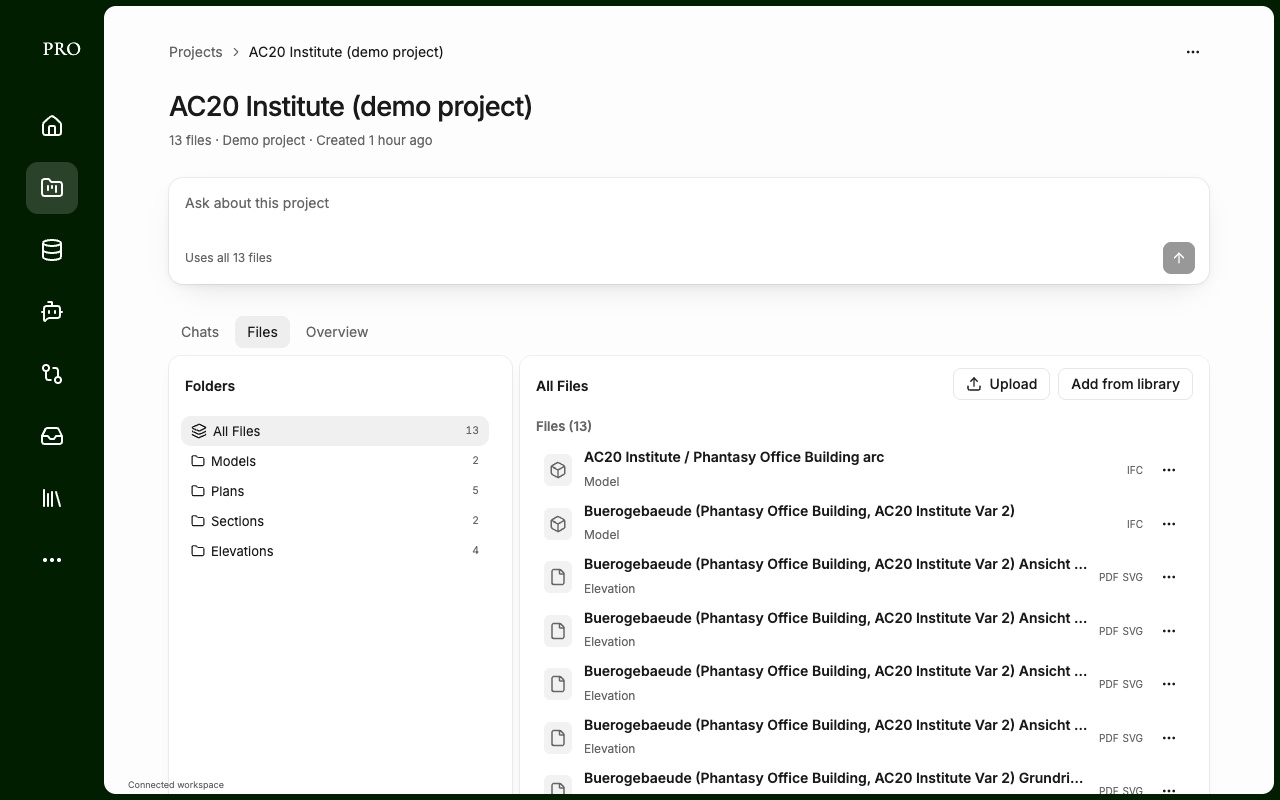 PRO
Projects > AC20 Institute (demo project)
AC20 Institute (demo project)
13 files · Demo project · Created 1 hour ago
Ask about this project
Uses all 13 files
Chats Files Overview
Folders
All Files 13
Models 2
Plans 5
Sections 2
Elevations 4
All Files Upload Add from library
Files (13)
AC20 Institute / Phantasy Office Building arc
Model
IFC
Buerogebaeude (Phantasy Office Building, AC20 Institute Var 2)
Model
IFC
Buerogebaeude (Phantasy Office Building, AC20 Institute Var 2) Ansicht ...
Elevation
PDF SVG
Buerogebaeude (Phantasy Office Building, AC20 Institute Var 2) Ansicht ...
Elevation
PDF SVG
Buerogebaeude (Phantasy Office Building, AC20 Institute Var 2) Ansicht ...
Elevation
PDF SVG
Buerogebaeude (Phantasy Office Building, AC20 Institute Var 2) Ansicht ...
Elevation
PDF SVG
Buerogebaeude (Phantasy Office Building, AC20 Institute Var 2) Grundri...
PDF SVG
Connected workspace